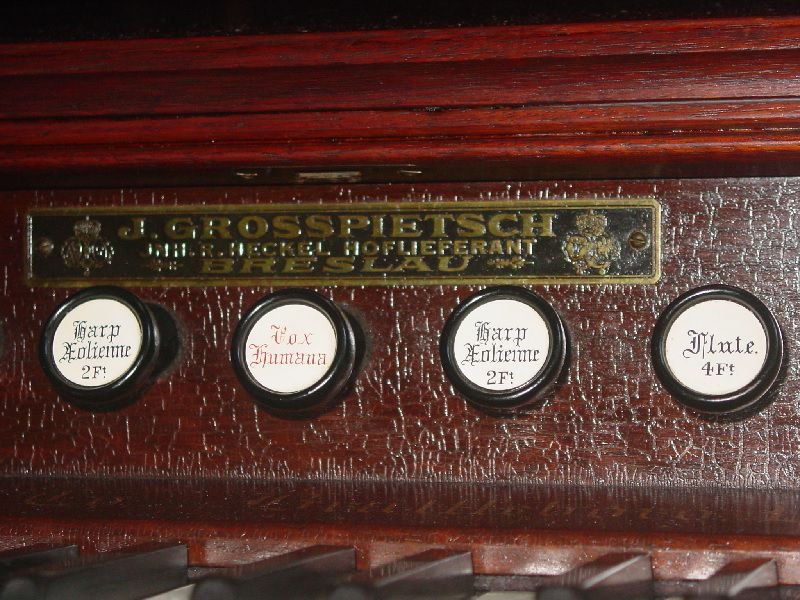 J. GROSSPIETSCH
INH. R. HECKEL HOFLIEFERANT
BRESLAU
Harp
Æolienne
2Ft
Vox
Humana
Harp
Æolienne
2Ft
Flute.
4Ft